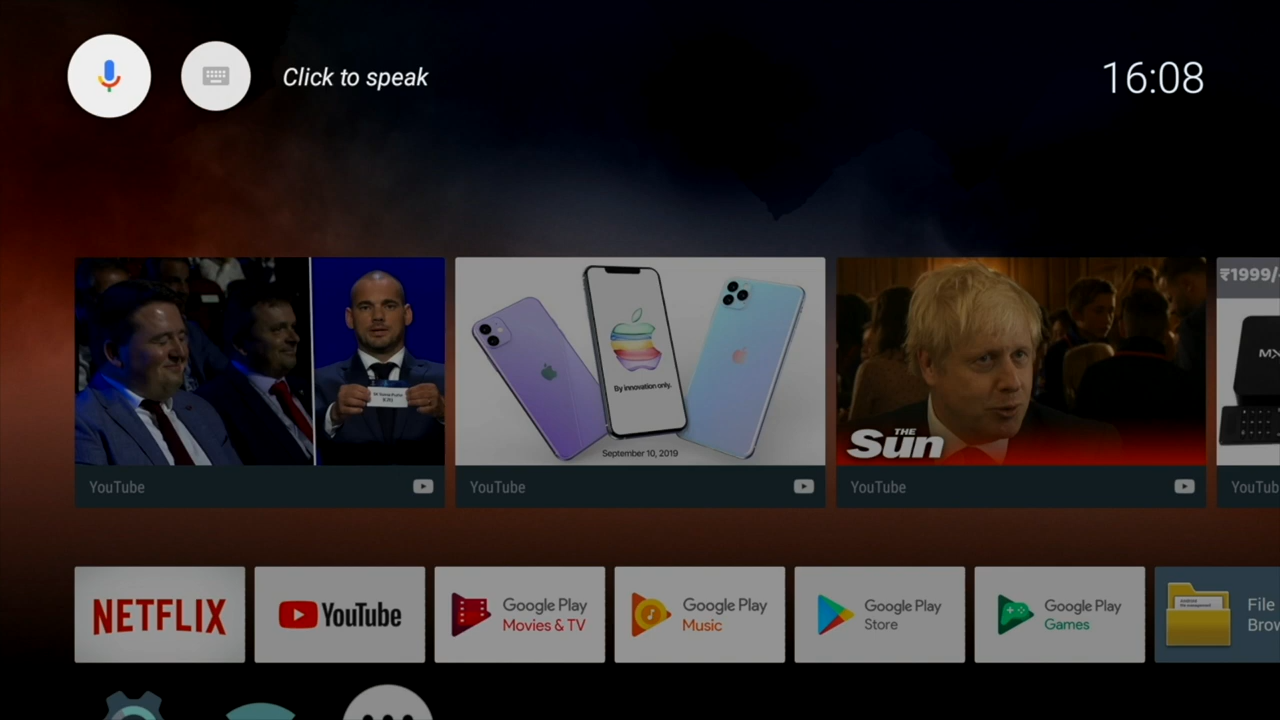 Click to speak
16:08
By innovation only.
September 10, 2019
THE
Sun
₹1999/-
MX
YouTube
YouTube
YouTube
YouTub
NETFLIX
YouTube
Google Play
Movies & TV
Google Play
Music
Google Play
Store
Google Play
Games
File
Brow